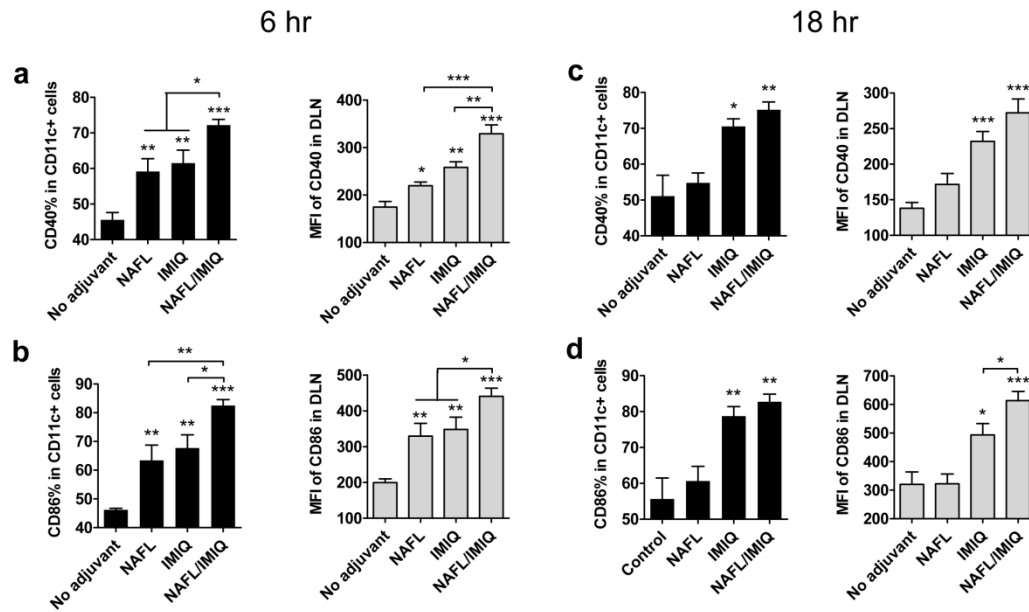 6 hr
18 hr
a
CD40% in CD11c+ cells
80
70
60
50
40
*
**
**
***
No adjuvant
NAFL
IMIQ
NAFL/IMIQ
MFI of CD40 in DLN
400
300
200
100
***
**
*
**
***
No adjuvant
NAFL
IMIQ
NAFL/IMIQ
c
CD40% in CD11c+ cells
80
70
60
50
40
*
**
No adjuvant
NAFL
IMIQ
NAFL/IMIQ
MFI of CD40 in DLN
300
250
200
150
100
***
***
No adjuvant
NAFL
IMIQ
NAFL/IMIQ
b
CD86% in CD11c+ cells
90
80
70
60
50
40
**
*
**
**
***
No adjuvant
NAFL
IMIQ
NAFL/IMIQ
MFI of CD86 in DLN
500
400
300
200
100
*
**
**
***
No adjuvant
NAFL
IMIQ
NAFL/IMIQ
d
CD86% in CD11c+ cells
90
80
70
60
50
**
**
Control
NAFL
IMIQ
NAFL/IMIQ
MFI of CD86 in DLN
700
600
500
400
300
200
*
*
***
No adjuvant
NAFL
IMIQ
NAFL/IMIQ